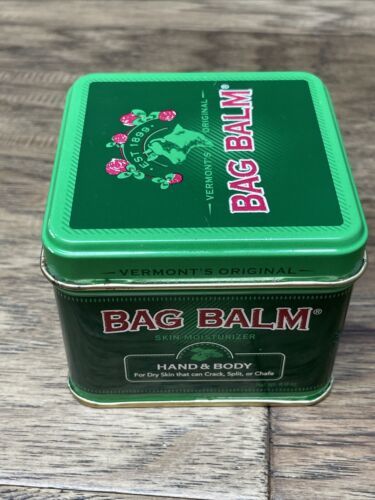 EST 1899
VERMONT'S ORIGINAL
BAG BALM®
VERMONT'S ORIGINAL
BAG BALM®
SKIN MOISTURIZER
HAND & BODY
For Dry Skin that can Crack, Split, or Chafe